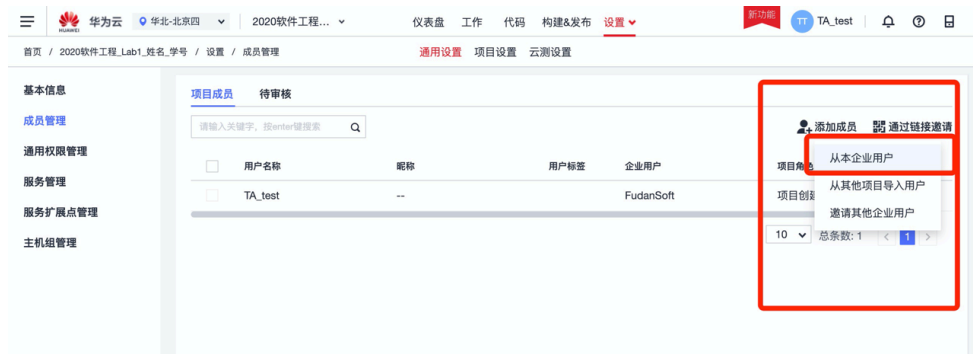 HUAWEI 华为云 华北-北京四 2020软件工程... 仪表盘 工作 代码 构建&发布 设置 新功能 TT TA_test
首页 / 2020软件工程_Lab1_姓名_学号 / 设置 / 成员管理 通用设置 项目设置 云测设置
基本信息
成员管理
通用权限管理
服务管理
服务扩展点管理
主机组管理
项目成员 待审核
请输入关键字，按enter键搜索 添加成员 通过链接邀请
用户名称 昵称 用户标签 企业用户 项目角
TA_test -- FudanSoft 项目创建
从本企业用户
从其他项目导入用户
邀请其他企业用户
10 总条数: 1 < 1 >